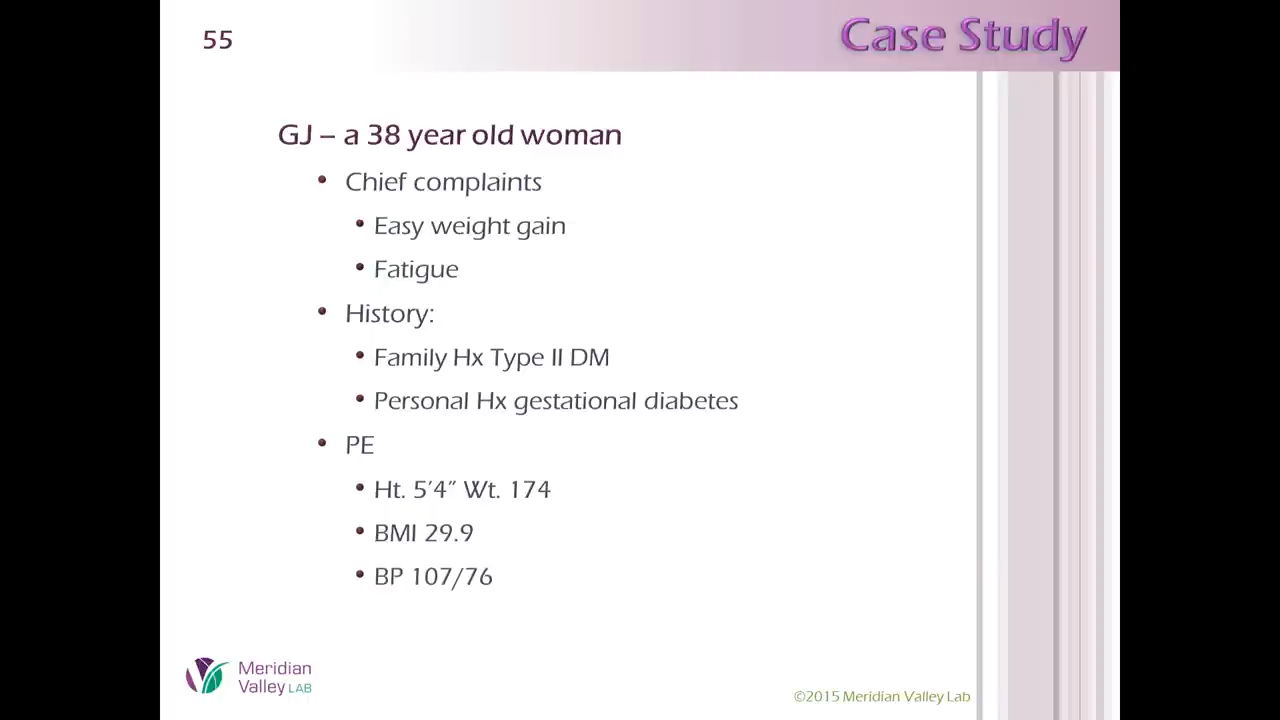 55
Case Study
GJ – a 38 year old woman
• Chief complaints
• Easy weight gain
• Fatigue
• History:
• Family Hx Type II DM
• Personal Hx gestational diabetes
• PE
• Ht. 5’4” Wt. 174
• BMI 29.9
• BP 107/76
Meridian
Valley LAB
©2015 Meridian Valley Lab